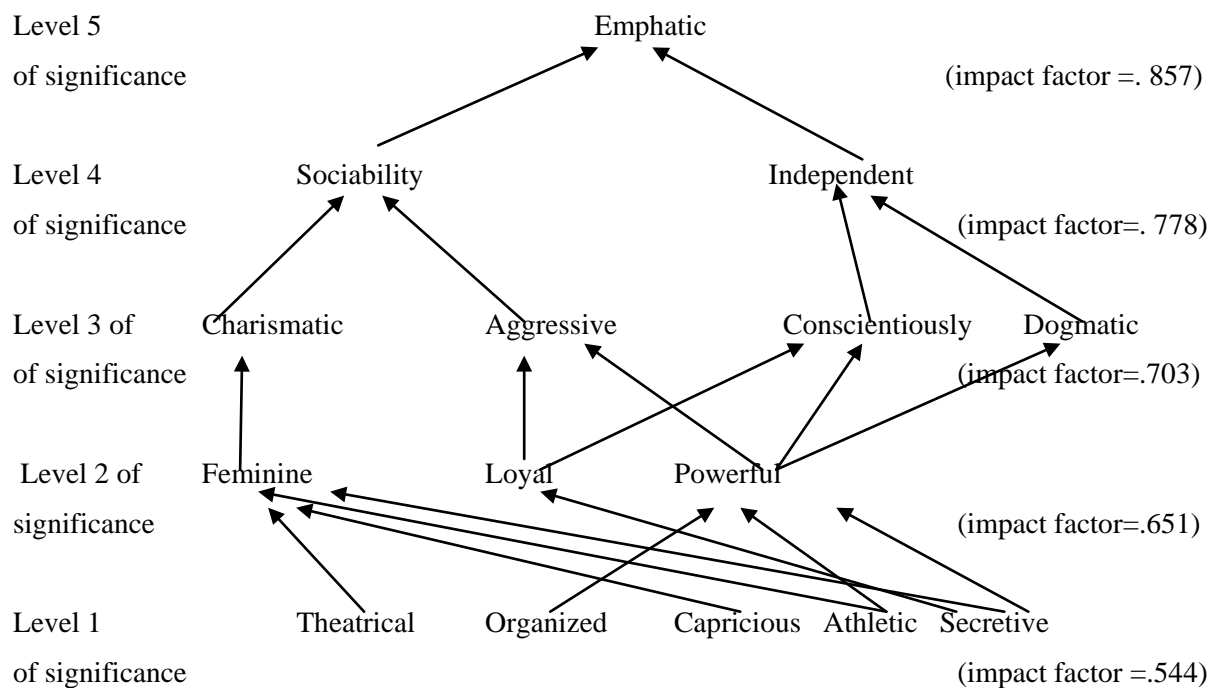 Level 5 Emphatic
of significance (impact factor =. 857)
Level 4 Sociability Independent
of significance (impact factor=. 778)
Level 3 of Charismatic Aggressive Conscientiously Dogmatic
of significance (impact factor=.703)
Level 2 of Feminine Loyal Powerful
significance (impact factor=.651)
Level 1 Theatrical Organized Capricious Athletic Secretive
of significance (impact factor =.544)